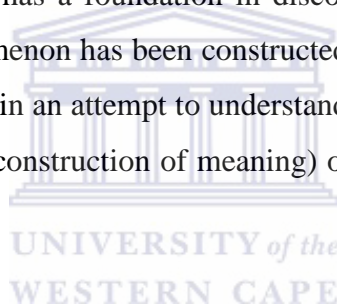 has a foundation in disco
menon has been constructed
in an attempt to understand
construction of meaning) o
UNIVERSITY of the
WESTERN CAPE